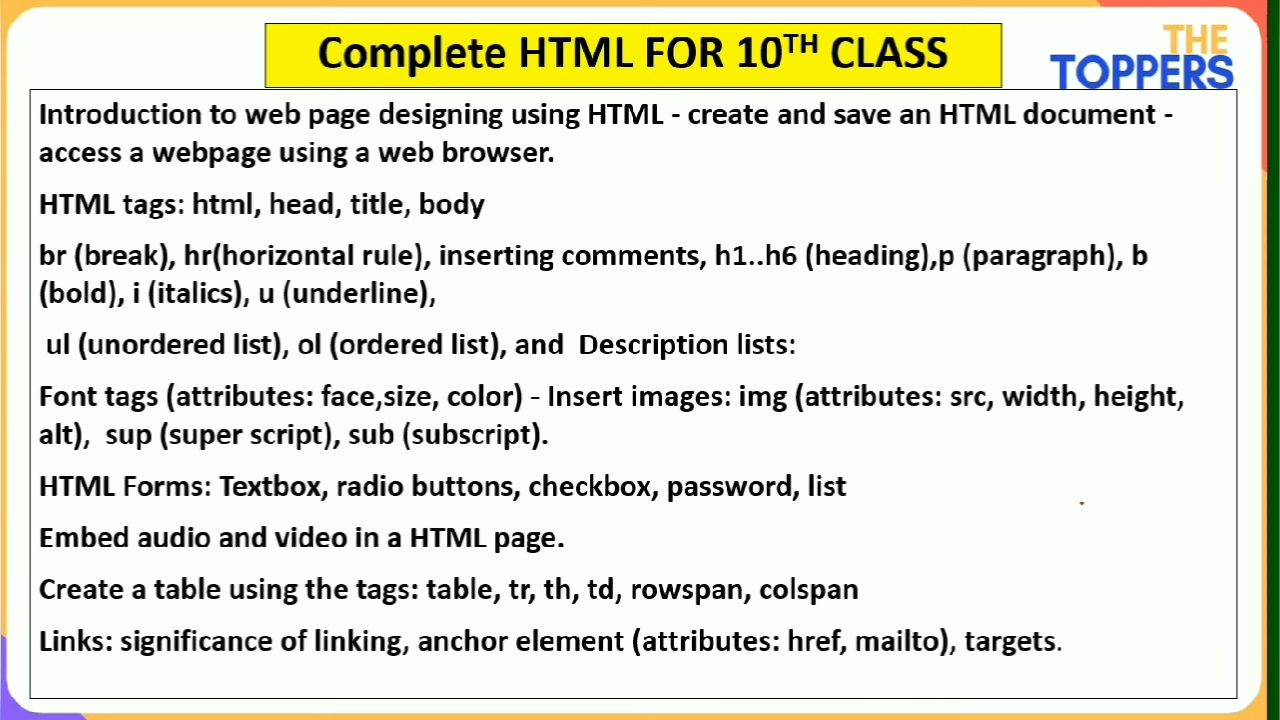 Complete HTML FOR 10TH CLASS
THE
TOPPERS
Introduction to web page designing using HTML - create and save an HTML document -
access a webpage using a web browser.
HTML tags: html, head, title, body
br (break), hr(horizontal rule), inserting comments, h1..h6 (heading),p (paragraph), b
(bold), i (italics), u (underline),
ul (unordered list), ol (ordered list), and  Description lists:
Font tags (attributes: face,size, color) - Insert images: img (attributes: src, width, height,
alt),  sup (super script), sub (subscript).
HTML Forms: Textbox, radio buttons, checkbox, password, list
Embed audio and video in a HTML page.
Create a table using the tags: table, tr, th, td, rowspan, colspan
Links: significance of linking, anchor element (attributes: href, mailto), targets.